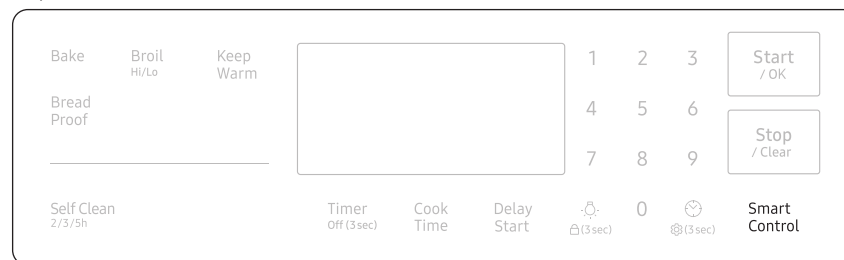 Bake Broil Keep 1 2 3 Start
Hi/Lo Warm / OK
Bread
Proof
4 5 6
Stop
/ Clear
7 8 9
Self Clean Timer Cook Delay 0 Smart
2/3/5h Off (3 sec) Time Start (3 sec) (3 sec) Control